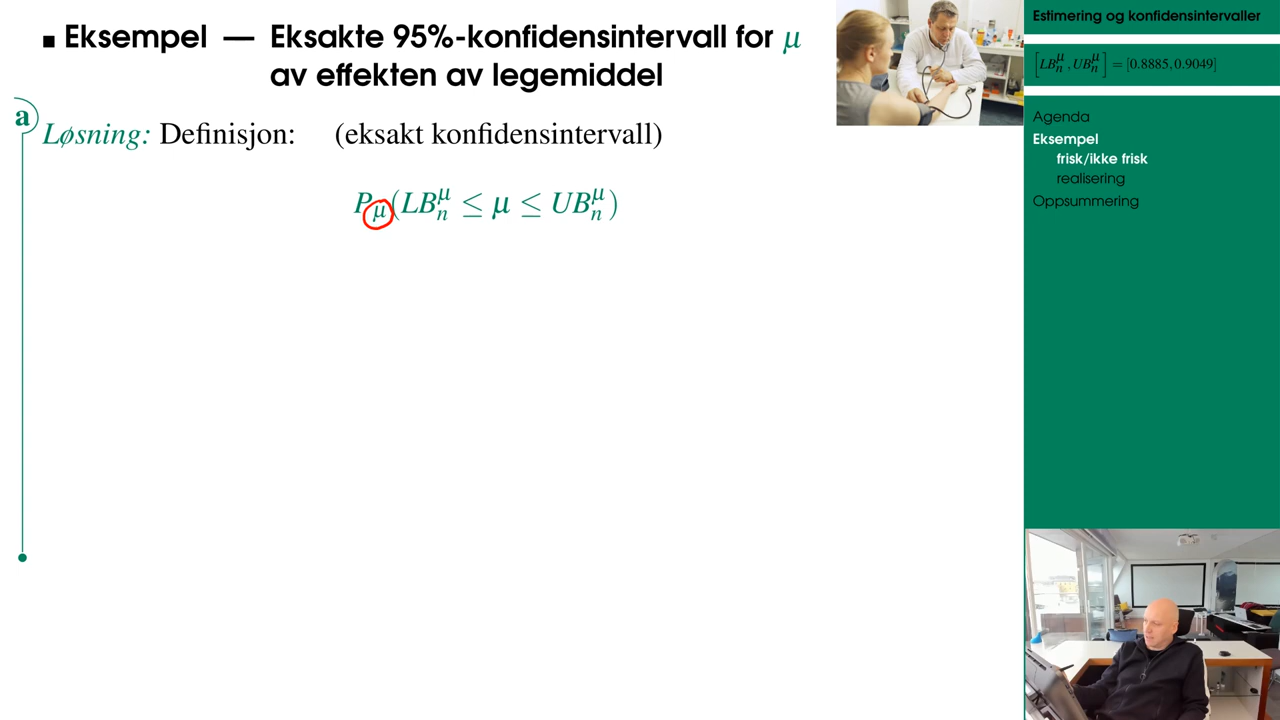 Eksempel — Eksakte 95%-konfidensintervall for μ
av effekten av legemiddel
a
Løsning: Definisjon: (eksakt konfidensintervall)
P_μ(LB_n^μ ≤ μ ≤ UB_n^μ)
Estimering og konfidensintervaller
[LB_n^μ, UB_n^μ] = [0.8885, 0.9049]
Agenda
Eksempel
frisk/ikke frisk
realisering
Oppsummering